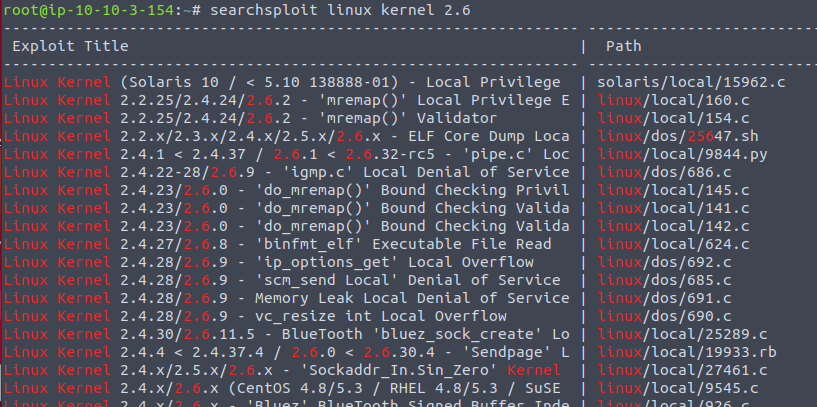 root@ip-10-10-3-154:~# searchsploit linux kernel 2.6
---------------------------------------------------------------- ---------------------------------
Exploit Title | Path
---------------------------------------------------------------- ---------------------------------
Linux Kernel (Solaris 10 / < 5.10 138888-01) - Local Privilege | solaris/local/15962.c
Linux Kernel 2.2.25/2.4.24/2.6.2 - 'mremap()' Local Privilege E | linux/local/160.c
Linux Kernel 2.2.25/2.4.24/2.6.2 - 'mremap()' Validator | linux/local/154.c
Linux Kernel 2.2.x/2.3.x/2.4.x/2.5.x/2.6.x - ELF Core Dump Loca | linux/dos/25647.sh
Linux Kernel 2.4.1 < 2.4.37 / 2.6.1 < 2.6.32-rc5 - 'pipe.c' Loc | linux/local/9844.py
Linux Kernel 2.4.22-28/2.6.9 - 'igmp.c' Local Denial of Service | linux/dos/686.c
Linux Kernel 2.4.23/2.6.0 - 'do_mremap()' Bound Checking Privil | linux/local/145.c
Linux Kernel 2.4.23/2.6.0 - 'do_mremap()' Bound Checking Valida | linux/local/141.c
Linux Kernel 2.4.23/2.6.0 - 'do_mremap()' Bound Checking Valida | linux/local/142.c
Linux Kernel 2.4.27/2.6.8 - 'binfmt_elf' Executable File Read | linux/local/624.c
Linux Kernel 2.4.28/2.6.9 - 'ip_options_get' Local Overflow | linux/dos/692.c
Linux Kernel 2.4.28/2.6.9 - 'scm_send Local' Denial of Service | linux/dos/685.c
Linux Kernel 2.4.28/2.6.9 - Memory Leak Local Denial of Service | linux/dos/691.c
Linux Kernel 2.4.28/2.6.9 - vc_resize int Local Overflow | linux/dos/690.c
Linux Kernel 2.4.30/2.6.11.5 - BlueTooth 'bluez_sock_create' Lo | linux/local/25289.c
Linux Kernel 2.4.4 < 2.4.37.4 / 2.6.0 < 2.6.30.4 - 'Sendpage' L | linux/local/19933.rb
Linux Kernel 2.4.x/2.5.x/2.6.x - 'Sockaddr_In.Sin_Zero' Kernel | linux/local/27461.c
Linux Kernel 2.4.x/2.6.x (CentOS 4.8/5.3 / RHEL 4.8/5.3 / SuSE | linux/local/9545.c
Linux Kernel 2.4.x/2.6.x - 'Bluez' BlueTooth Signed Buffer Inde | linux/local/926.c